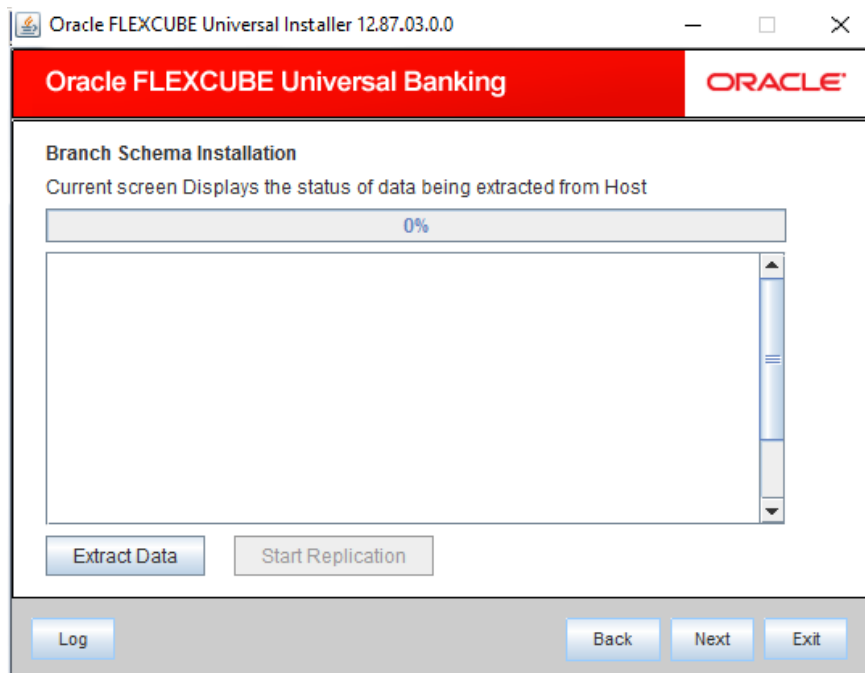 Oracle FLEXCUBE Universal Installer 12.87.03.0.0
Oracle FLEXCUBE Universal Banking
ORACLE
Branch Schema Installation
Current screen Displays the status of data being extracted from Host
0%
Extract Data
Start Replication
Log
Back
Next
Exit